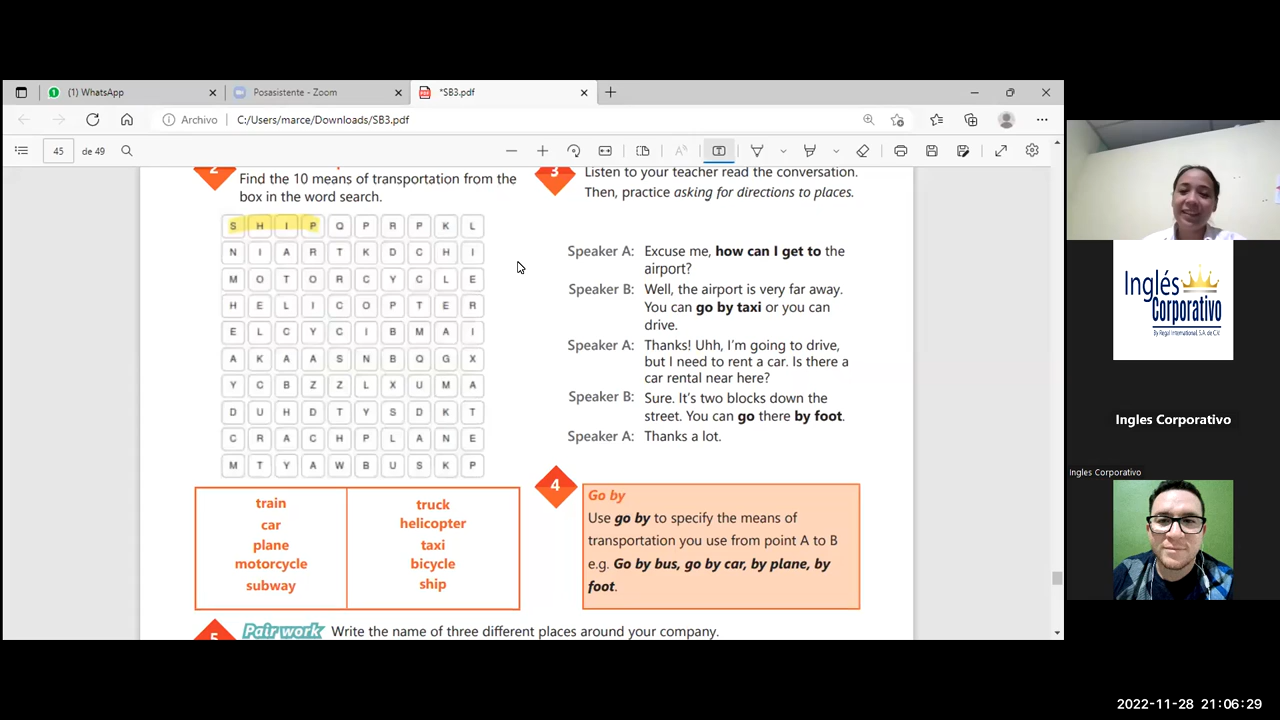 (1) WhatsApp
Posasistente - Zoom
*SB3.pdf
Archivo
C:/Users/marce/Downloads/SB3.pdf
45
de 49
2
Find the 10 means of transportation from the
box in the word search.
S H I P Q P R P K L
N I A R T K D C H I
M O T O R C Y C L E
H E L I C O P T E R
E L C Y C I B M A I
A K A A S N B Q G X
Y C B Z Z L X U M A
D U H D T Y S D K T
C R A C H P L A N E
M T Y A W B U S K P
train
car
plane
motorcycle
subway
truck
helicopter
taxi
bicycle
ship
3
Listen to your teacher read the conversation.
Then, practice asking for directions to places.
Speaker A: Excuse me, how can I get to the
airport?
Speaker B: Well, the airport is very far away.
You can go by taxi or you can
drive.
Speaker A: Thanks! Uhh, I'm going to drive,
but I need to rent a car. Is there a
car rental near here?
Speaker B: Sure. It's two blocks down the
street. You can go there by foot.
Speaker A: Thanks a lot.
4
Go by
Use go by to specify the means of
transportation you use from point A to B
e.g. Go by bus, go by car, by plane, by
foot.
5
Pair work Write the name of three different places around your company.
Inglés
Corporativo
By Regal International, S.A. de C.V.
Ingles Corporativo
Ingles Corporativo
2022-11-28 21:06:29